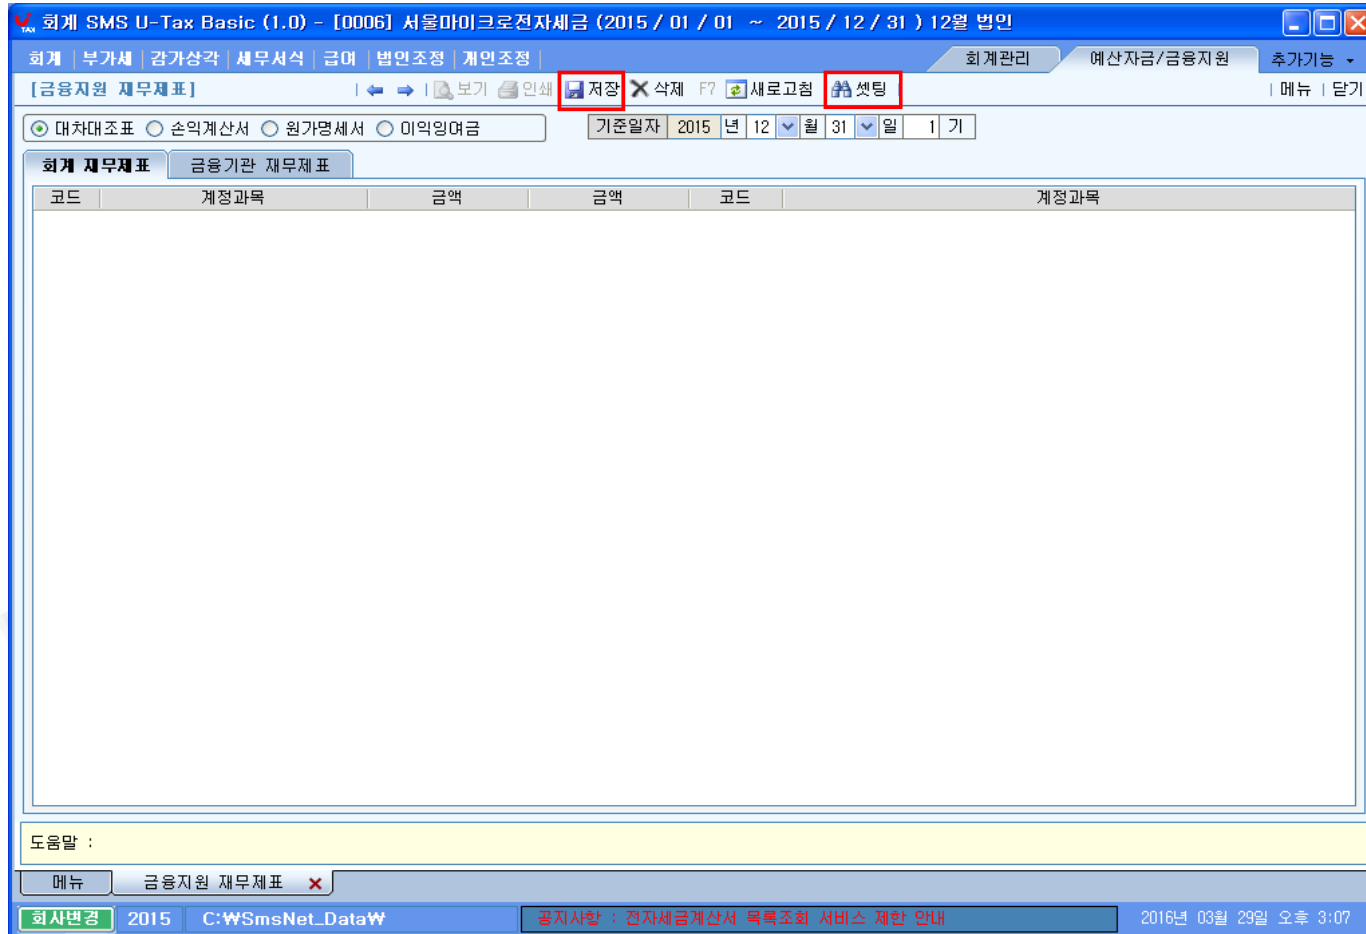 회계 SMS U-Tax Basic (1.0) - [0006] 서울마이크로전자세금 (2015 / 01 / 01 ~ 2015 / 12 / 31 ) 12월 법인
회계 부가세 감가상각 세무서식 급여 법인조정 개인조정 회계관리 예산자금/금융지원 추가기능
[금융지원 재무제표] 보기 인쇄 저장 삭제 F7 새로고침 셋팅 메뉴 닫기
대차대조표 손익계산서 원가명세서 이익잉여금 기준일자 2015 년 12 월 31 일 1 기
회계 재무제표 금융기관 재무제표
코드 계정과목 금액 금액 코드 계정과목
도움말 :
메뉴 금융지원 재무제표
회사변경 2015 C:₩SmsNet_Data₩ 공지사항 : 전자세금계산서 목록조회 서비스 제한 안내 2016년 03월 29일 오후 3:07